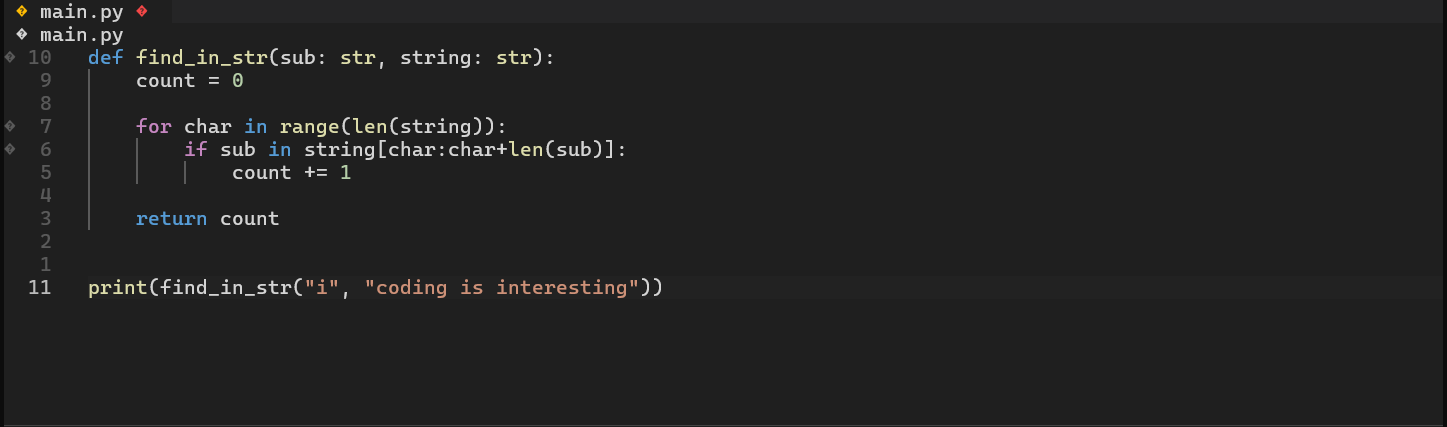 main.py
main.py
10 def find_in_str(sub: str, string: str):
9 count = 0
8
7 for char in range(len(string)):
6 if sub in string[char:char+len(sub)]:
5 count += 1
4
3 return count
2
1
11 print(find_in_str("i", "coding is interesting"))